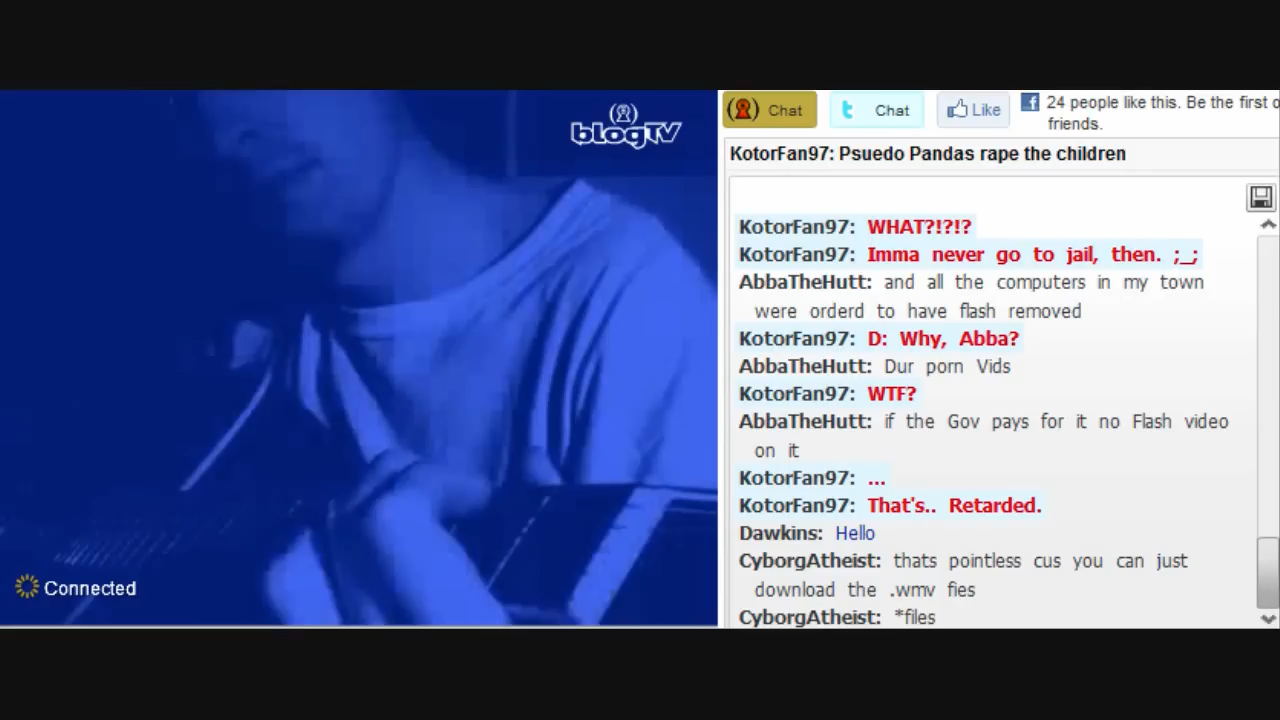 blogTV
Connected
Chat
Chat
Like
24 people like this. Be the first o
friends.
KotorFan97: Psuedo Pandas rape the children
KotorFan97: WHAT?!?!?
KotorFan97: Imma never go to jail, then. ;_;
AbbaTheHutt: and all the computers in my town
were orderd to have flash removed
KotorFan97: D: Why, Abba?
AbbaTheHutt: Dur porn Vids
KotorFan97: WTF?
AbbaTheHutt: if the Gov pays for it no Flash video
on it
KotorFan97: ...
KotorFan97: That's.. Retarded.
Dawkins: Hello
CyborgAtheist: thats pointless cus you can just
download the .wmv fies
CyborgAtheist: *files